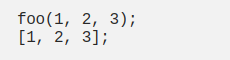 foo(1, 2, 3);
[1, 2, 3];